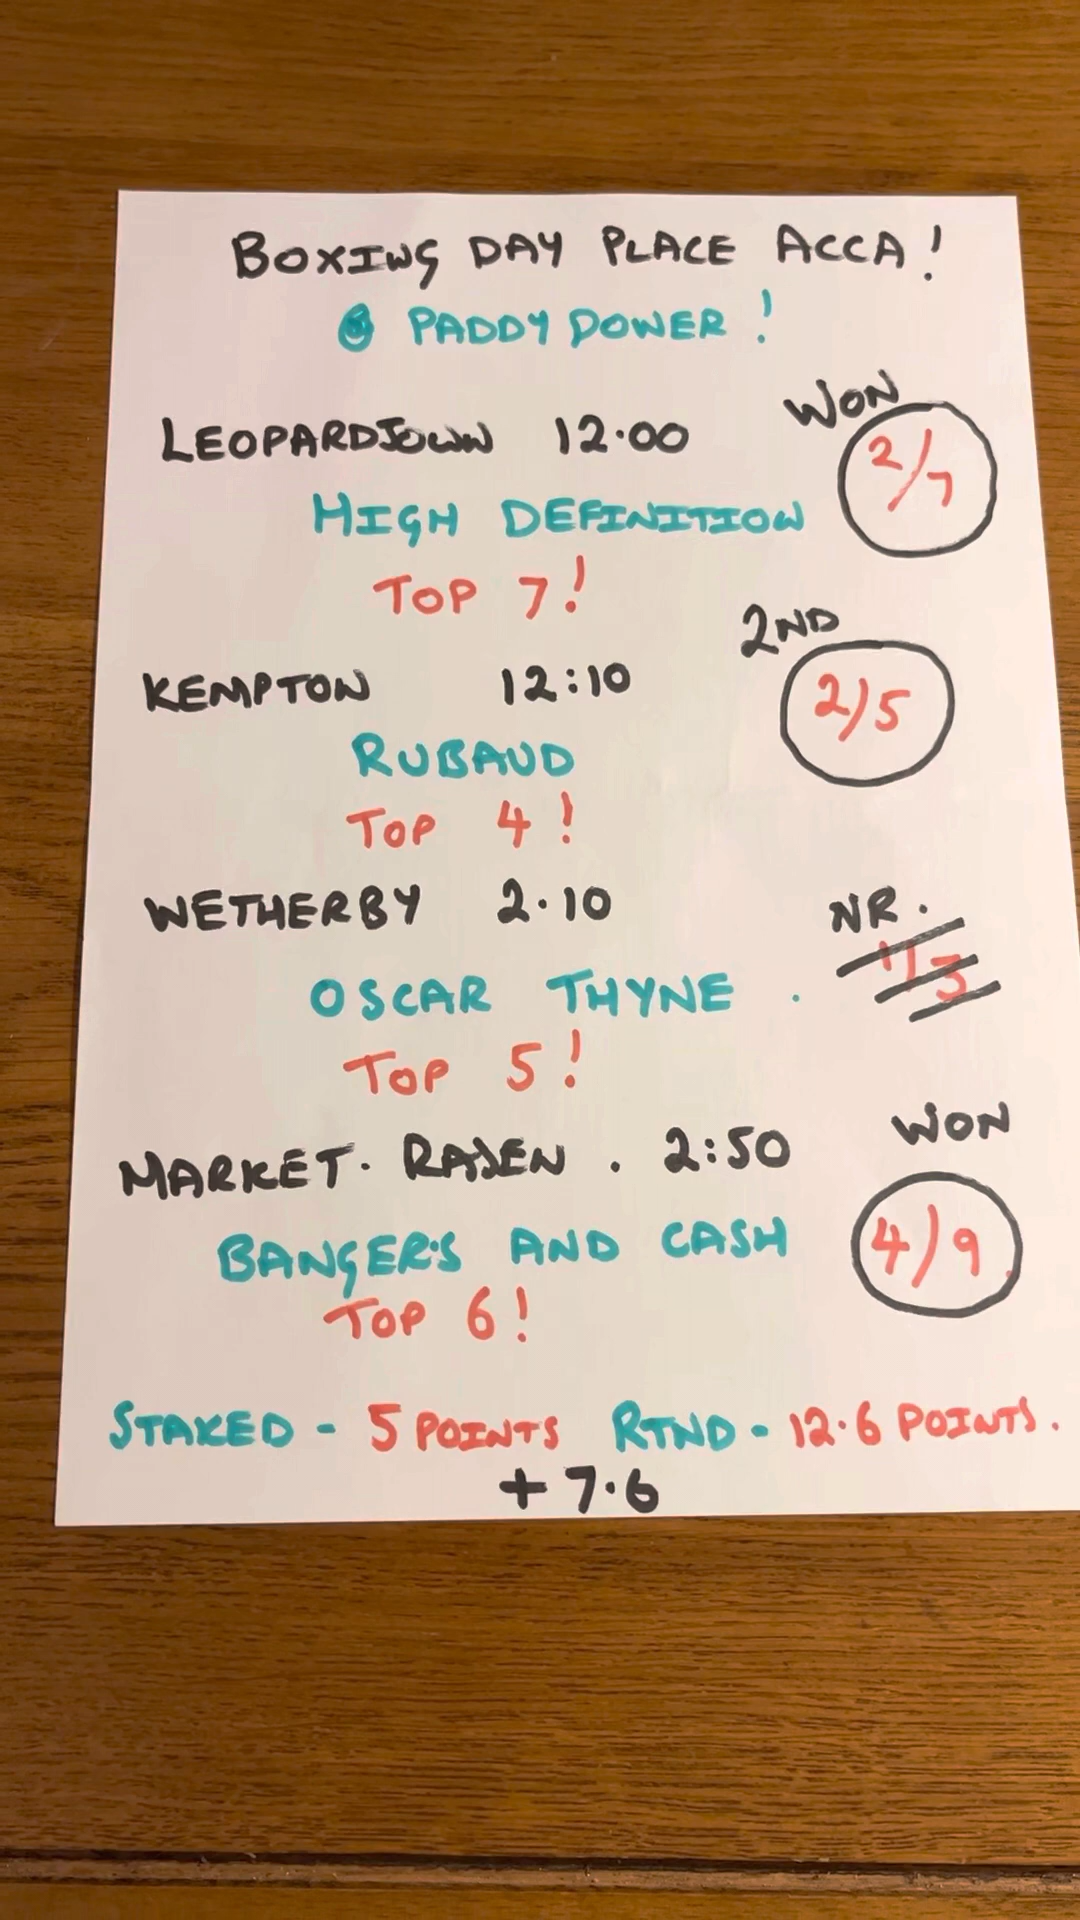 BOXING DAY PLACE ACCA!
@ PADDY POWER!
WON
LEOPARDSTOWN 12.00 2/7
HIGH DEFINITION
TOP 7!
2ND
KEMPTON 12:10 2/5
RUBAUD
TOP 4!
WETHERBY 2.10 NR.
1/3
OSCAR THYNE.
TOP 5!
WON
MARKET. RASEN. 2:50
BANGER'S AND CASH 4/9
TOP 6!
STAKED - 5 POINTS RTND - 12.6 POINTS.
+ 7.6